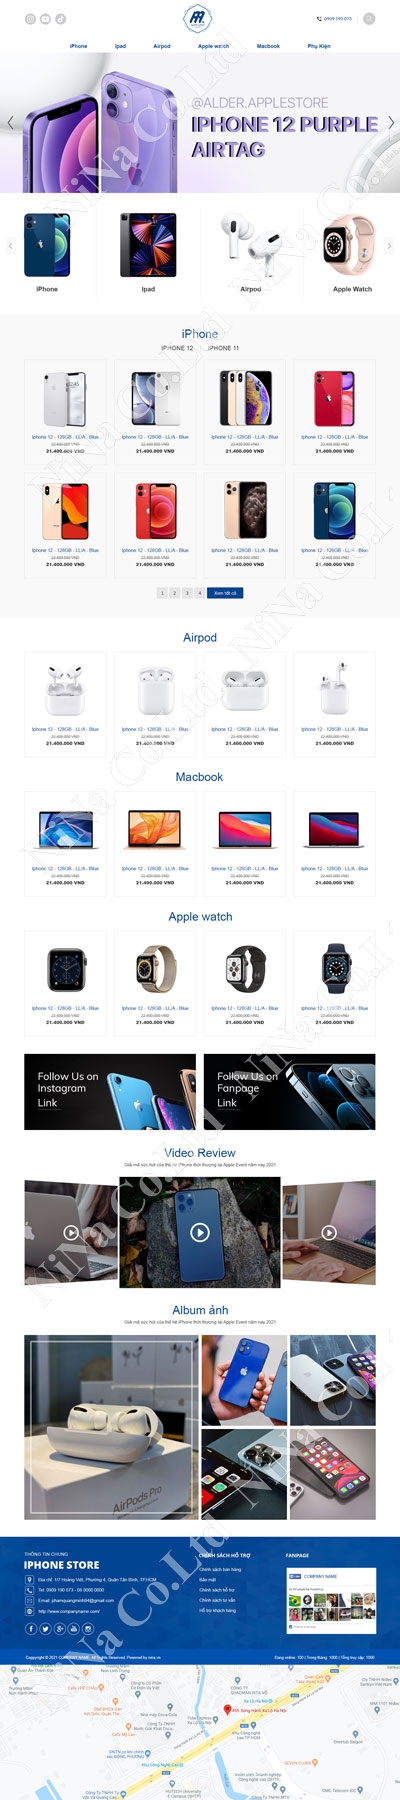 0909 190 073
iPhone Ipad Airpod Apple watch Macbook Phụ Kiện
@ALDER.APPLESTORE
IPHONE 12 PURPLE
AIRTAG
iPhone Ipad Airpod Apple Watch
iPhone
IPHONE 12 IPHONE 11
Iphone 12 - 128GB - LL/A - Blue Iphone 12 - 128GB - LL/A - Blue Iphone 12 - 128GB - LL/A - Blue Iphone 12 - 128GB - LL/A - Blue
22.400.000 VND 22.400.000 VND 22.400.000 VND 22.400.000 VND
21.400.000 VND 21.400.000 VND 21.400.000 VND 21.400.000 VND
Iphone 12 - 128GB - LL/A - Blue Iphone 12 - 128GB - LL/A - Blue Iphone 12 - 128GB - LL/A - Blue Iphone 12 - 128GB - LL/A - Blue
22.400.000 VND 22.400.000 VND 22.400.000 VND 22.400.000 VND
21.400.000 VND 21.400.000 VND 21.400.000 VND 21.400.000 VND
1 2 3 4 Xem tất cả
Airpod
Iphone 12 - 128GB - LL/A - Blue Iphone 12 - 128GB - LL/A - Blue Iphone 12 - 128GB - LL/A - Blue Iphone 12 - 128GB - LL/A - Blue
22.400.000 VND 22.400.000 VND 22.400.000 VND 22.400.000 VND
21.400.000 VND 21.400.000 VND 21.400.000 VND 21.400.000 VND
Macbook
Iphone 12 - 128GB - LL/A - Blue Iphone 12 - 128GB - LL/A - Blue Iphone 12 - 128GB - LL/A - Blue Iphone 12 - 128GB - LL/A - Blue
22.400.000 VND 22.400.000 VND 22.400.000 VND 22.400.000 VND
21.400.000 VND 21.400.000 VND 21.400.000 VND 21.400.000 VND
Apple watch
Iphone 12 - 128GB - LL/A - Blue Iphone 12 - 128GB - LL/A - Blue Iphone 12 - 128GB - LL/A - Blue Iphone 12 - 128GB - LL/A - Blue
22.400.000 VND 22.400.000 VND 22.400.000 VND 22.400.000 VND
21.400.000 VND 21.400.000 VND 21.400.000 VND 21.400.000 VND
Follow Us on
Instagram
Link
Follow Us on
Fanpage
Link
Video Review
Giải mã sức hút của thế hệ iPhone thời thượng tại Apple Event năm nay 2021
Album ảnh
Giải mã sức hút của thế hệ iPhone thời thượng tại Apple Event năm nay 2021
AirPods Pro
THÔNG TIN CHUNG
IPHONE STORE
Địa chỉ: 1/7 Hoàng Việt, Phường 4, Quận Tân Bình, TP.HCM
Tel: 0909 190 073 - 08 0000 0000
http://www.companyname.com/
CHÍNH SÁCH HỖ TRỢ
Chính sách bán hàng
Bảo mật
Chính sách hỗ trợ
Chính sách tư vấn
Hỗ trợ khách hàng
FANPAGE
COMPANY NAME
Copyright © 2021 COMPANY NAME. All Rights Reserved. Powered by nina.vn
Đang online: 100 | Trong tháng: 1000 | Tổng truy cập: 1000
455 Song Hành Xa Lộ Hà Nội
SEVEN CLUBS
CMC Telecom IDC
NiNa Co.Ltd